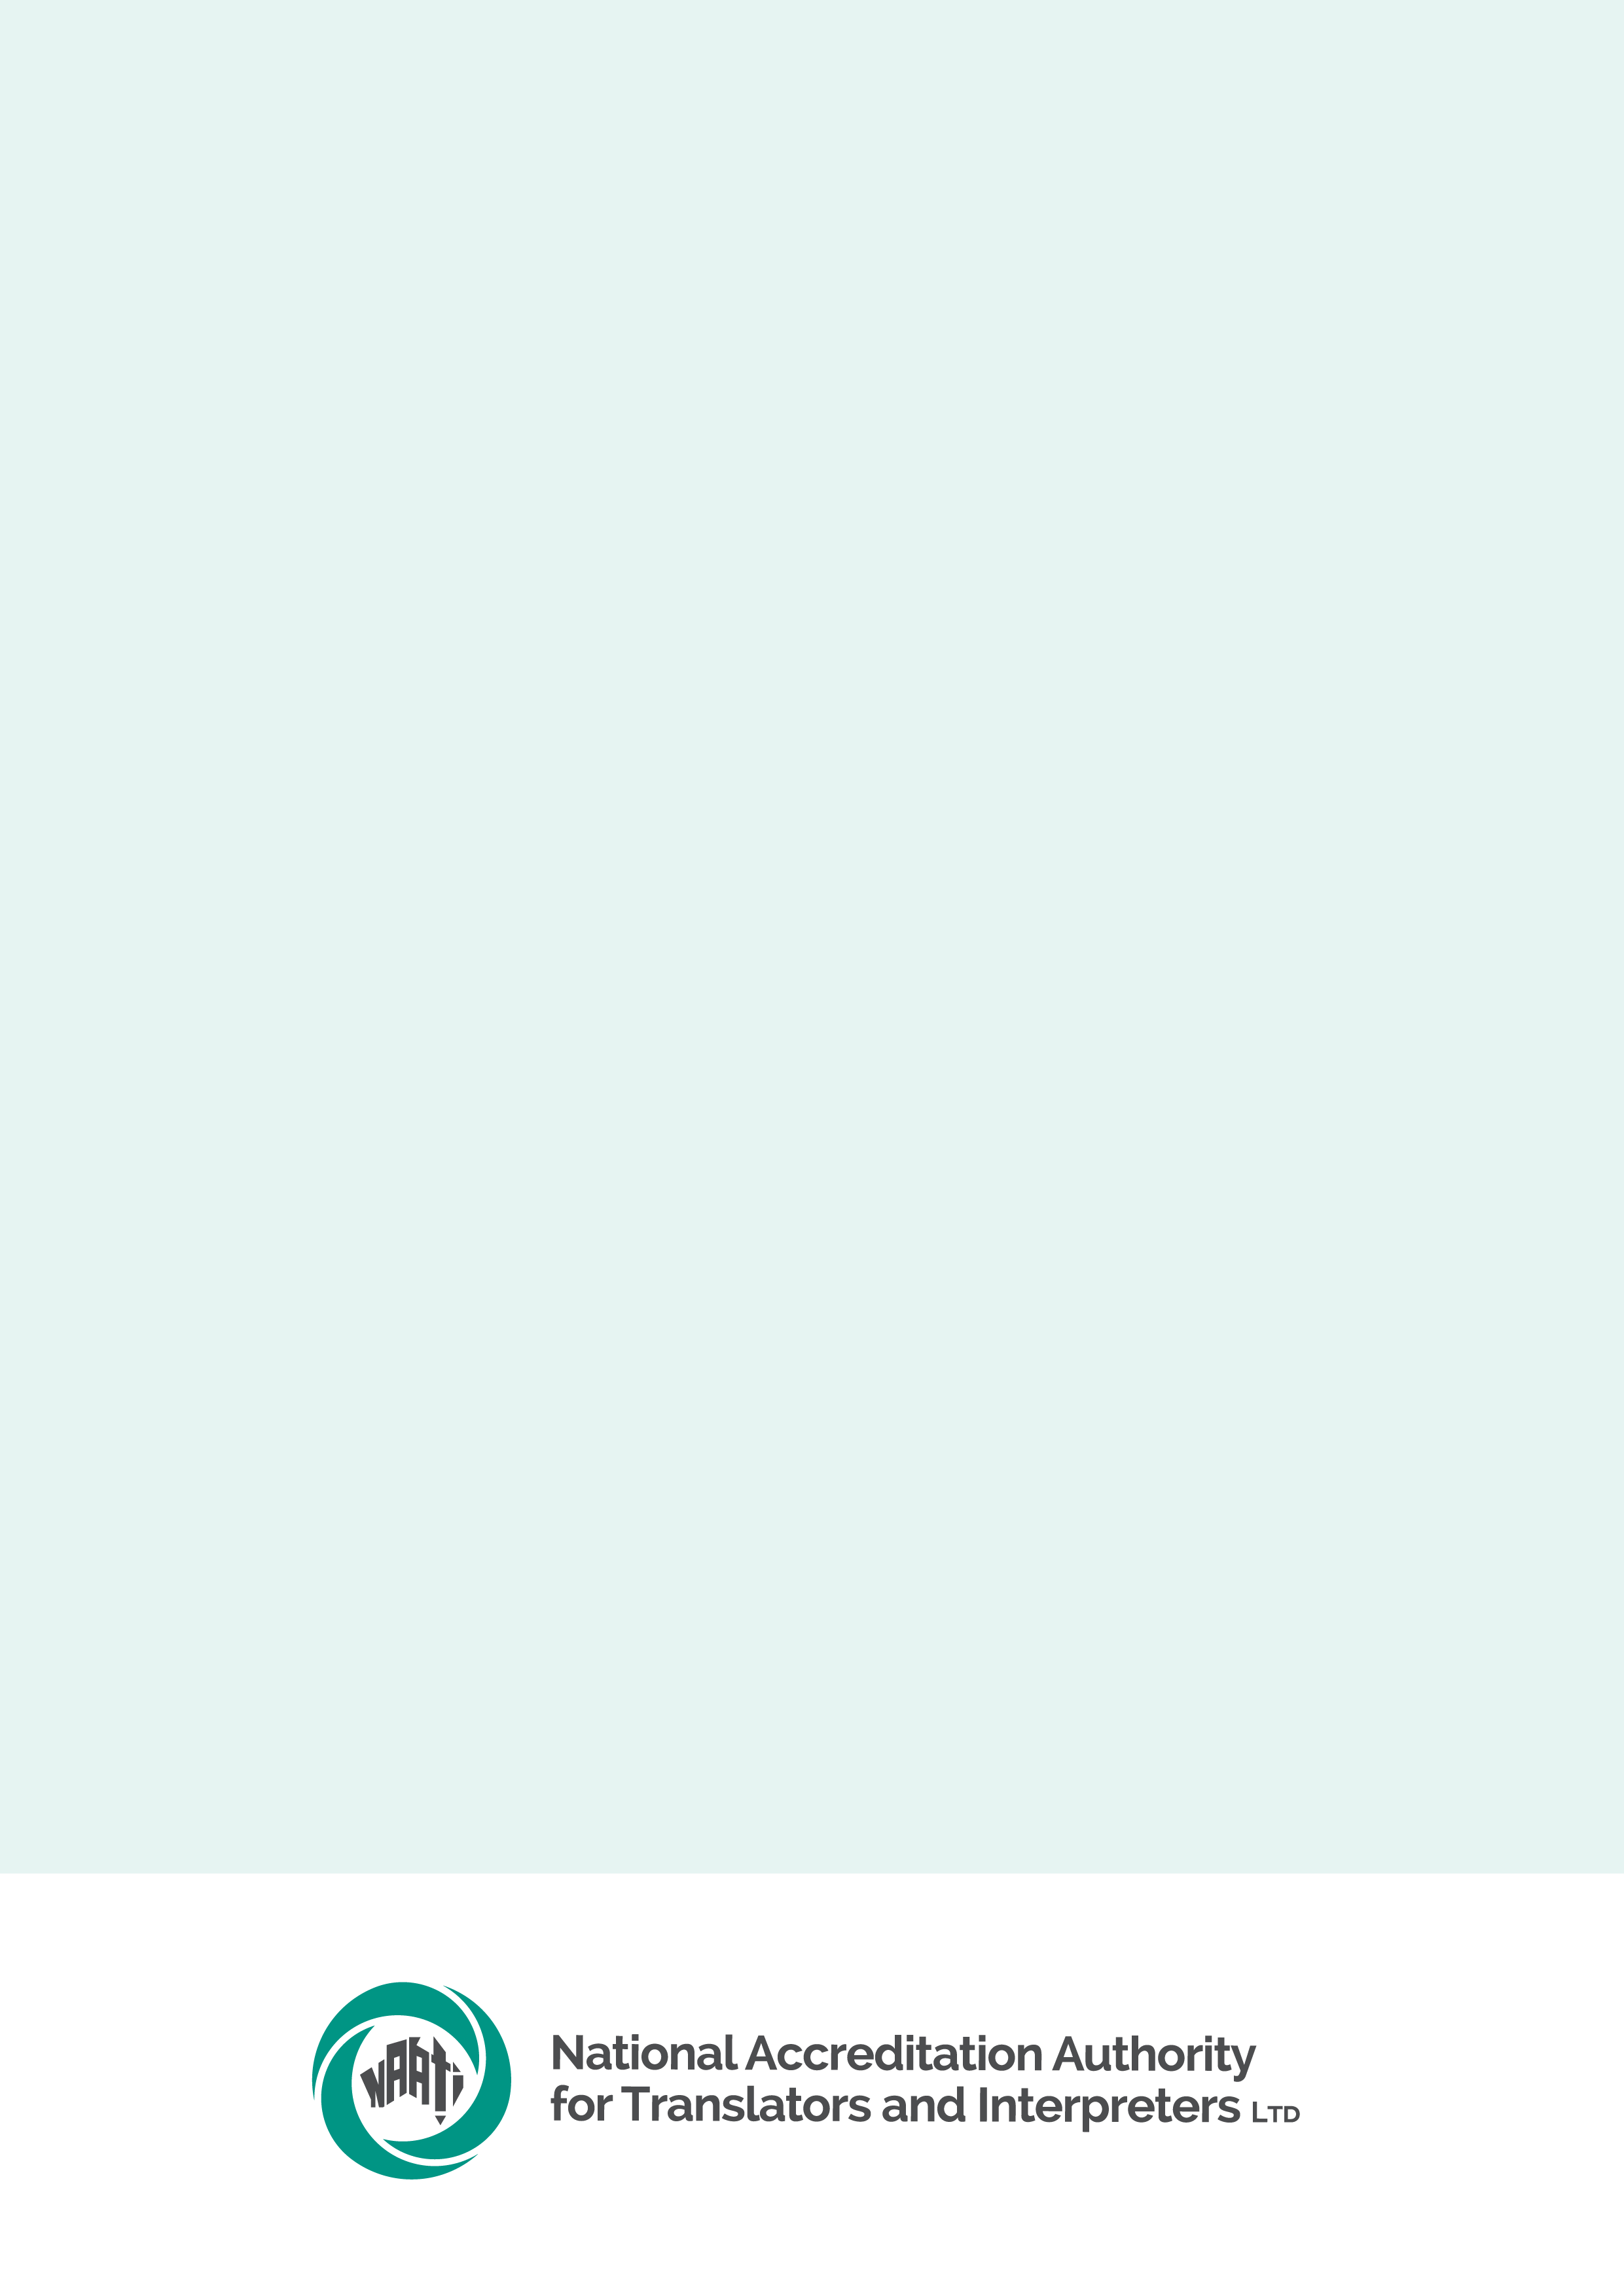 NAATI
National Accreditation Authority
for Translators and Interpreters LTD